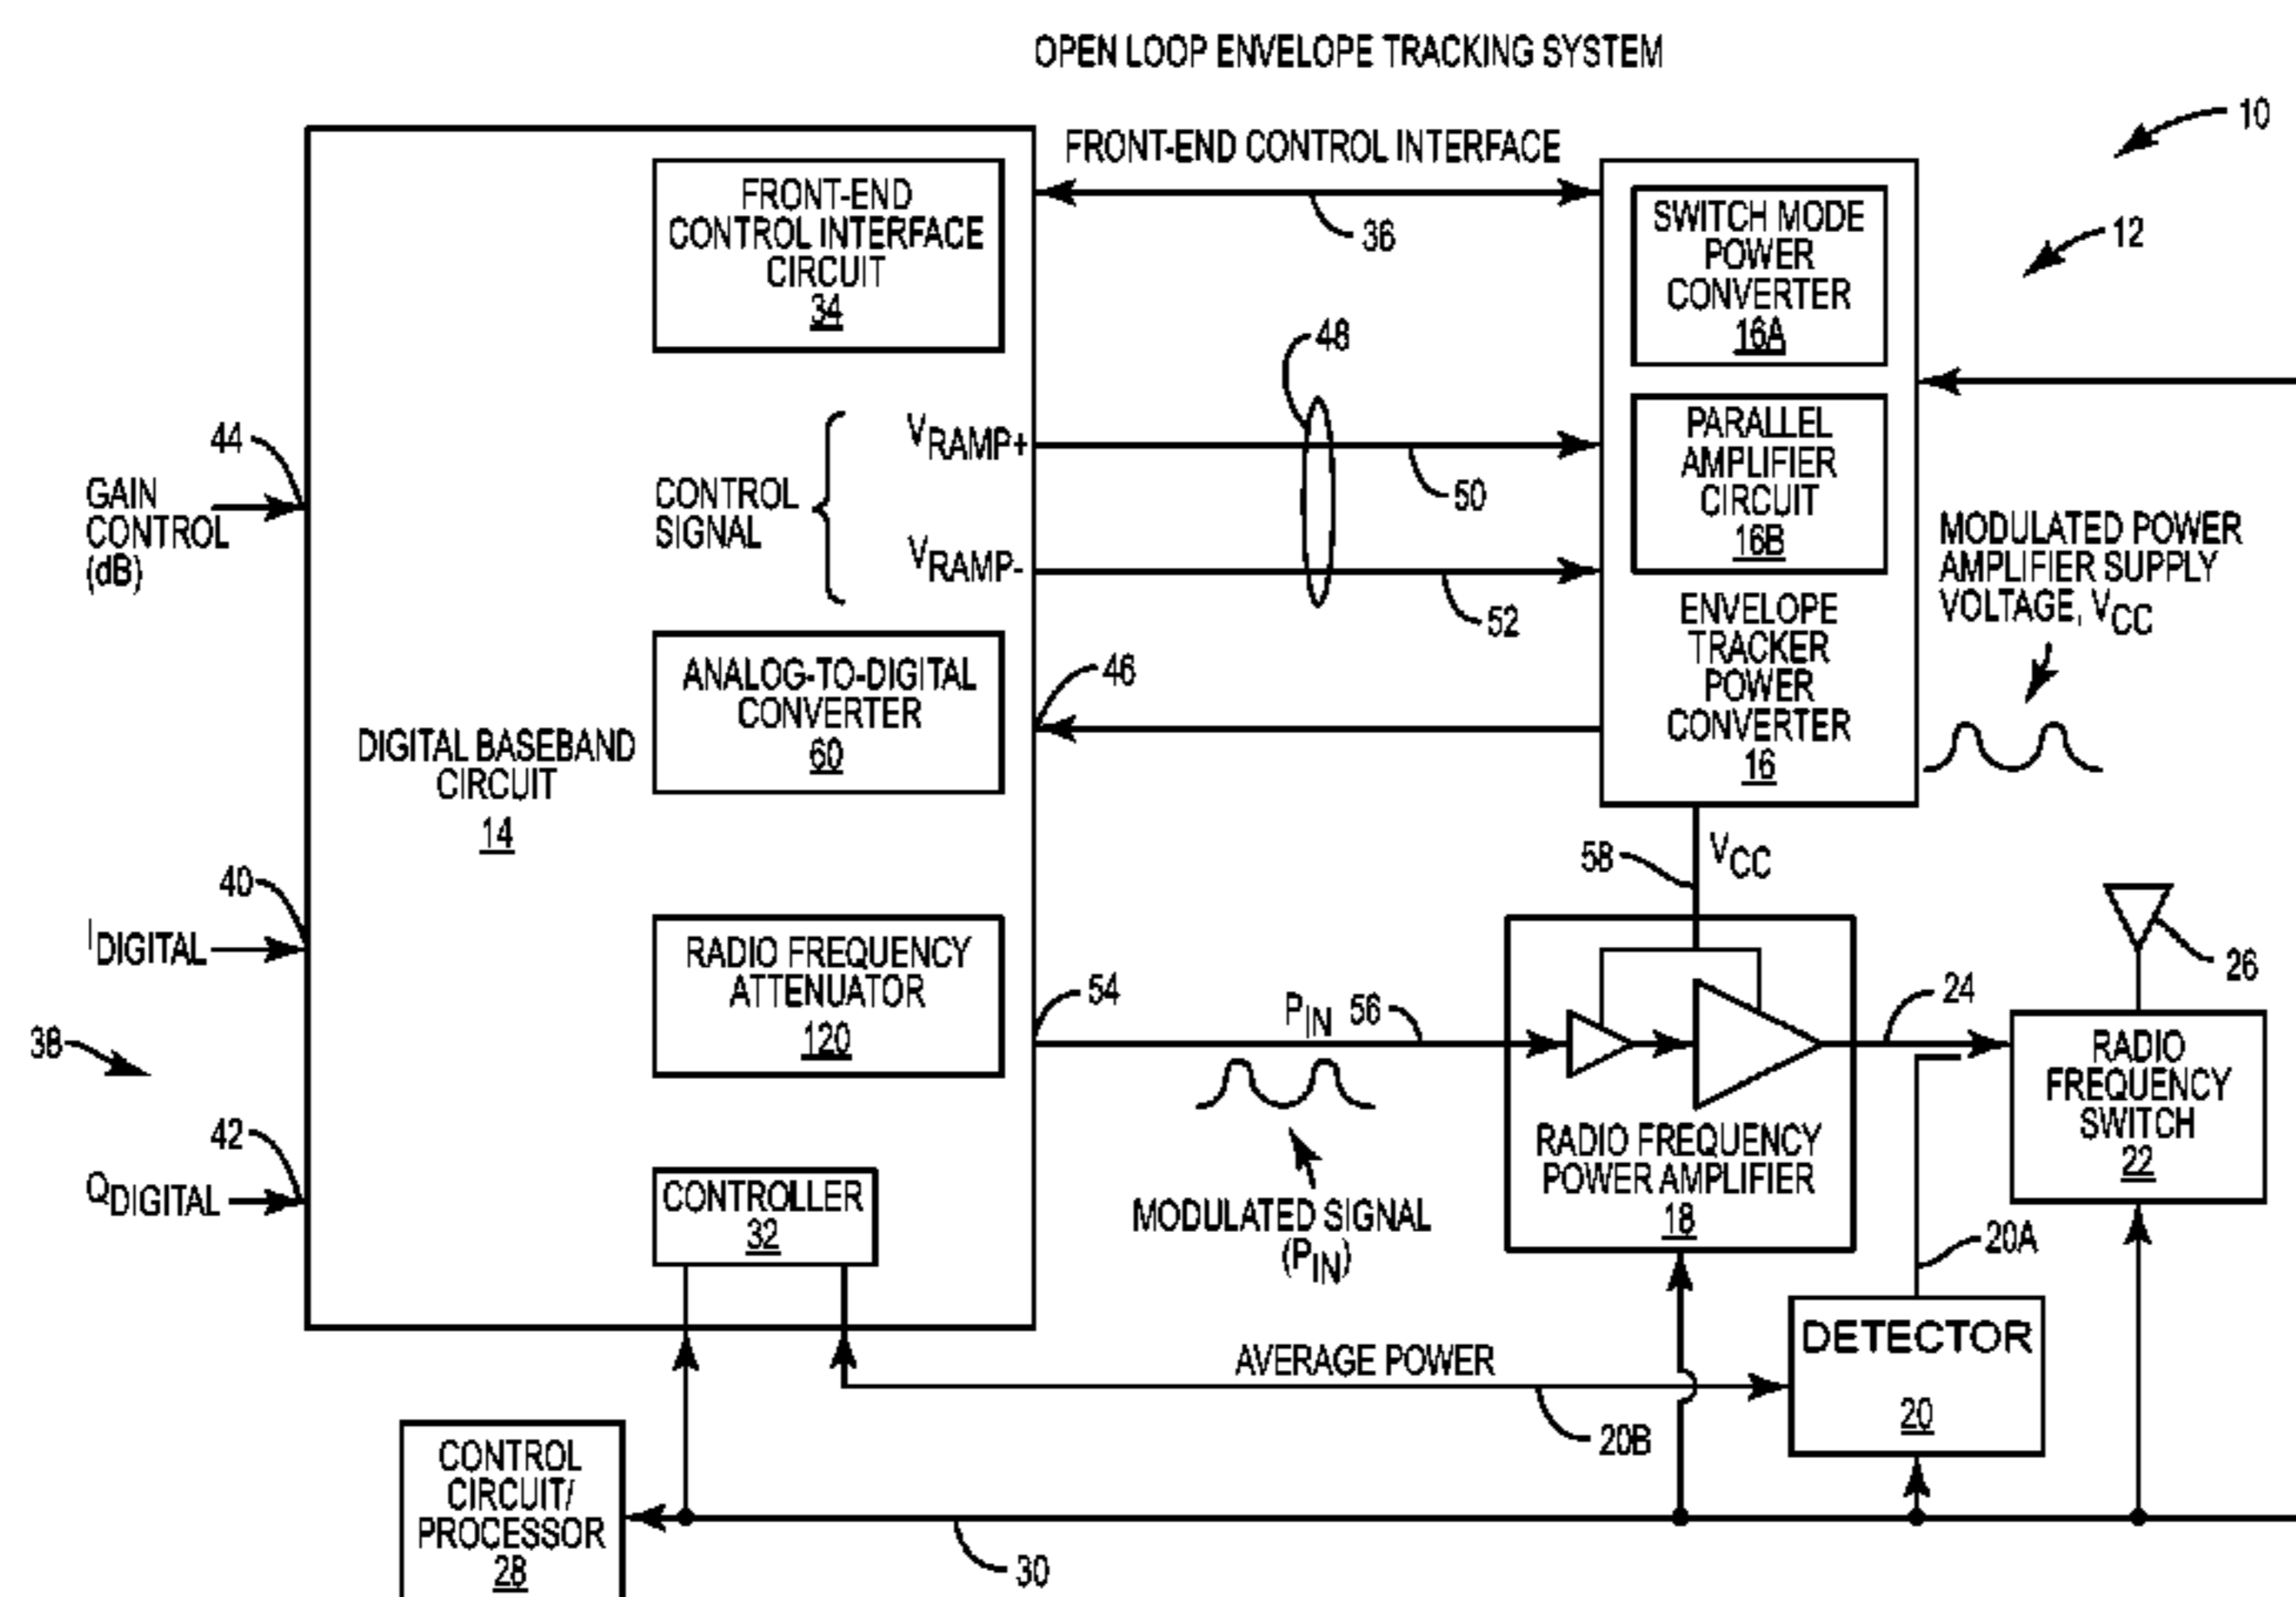 OPEN LOOP ENVELOPE TRACKING SYSTEM
10
12
FRONT-END CONTROL INTERFACE
36
FRONT-END
CONTROL INTERFACE
CIRCUIT
34
SWITCH MODE
POWER
CONVERTER
16A
48
44
GAIN
CONTROL
(dB)
CONTROL
SIGNAL
VRAMP+
50
VRAMP-
52
PARALLEL
AMPLIFIER
CIRCUIT
16B
ENVELOPE
TRACKER
POWER
CONVERTER
16
MODULATED POWER
AMPLIFIER SUPPLY
VOLTAGE, VCC
ANALOG-TO-DIGITAL
CONVERTER
60
46
DIGITAL BASEBAND
CIRCUIT
14
58
VCC
40
IDIGITAL
RADIO FREQUENCY
ATTENUATOR
120
54
PIN
56
24
26
38
RADIO
FREQUENCY
SWITCH
22
42
QDIGITAL
CONTROLLER
32
MODULATED SIGNAL
(PIN)
RADIO FREQUENCY
POWER AMPLIFIER
18
20A
AVERAGE POWER
20B
DETECTOR
20
CONTROL
CIRCUIT/
PROCESSOR
28
30